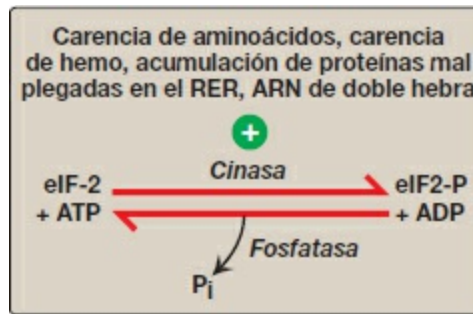 Carencia de aminoácidos, carencia
de hemo, acumulación de proteínas mal
plegadas en el RER, ARN de doble hebra
+
Cinasa
eIF-2 eIF2-P
+ ATP + ADP
Fosfatasa
Pi